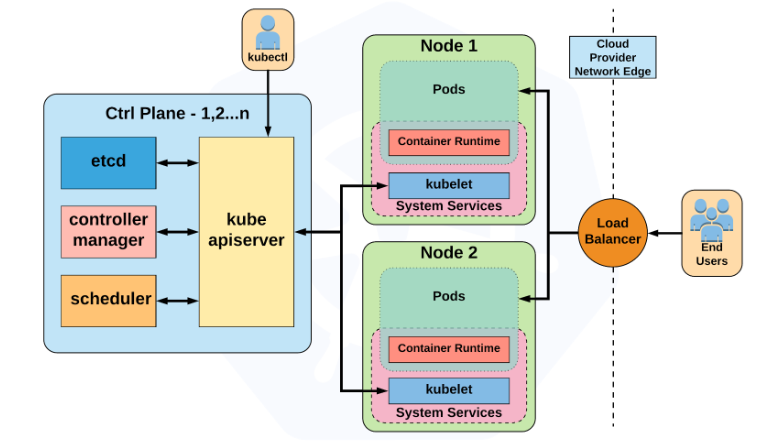 kubectl
Ctrl Plane - 1,2...n
etcd
controller
manager
scheduler
kube
apiserver
Node 1
Pods
Container Runtime
kubelet
System Services
Node 2
Pods
Container Runtime
kubelet
System Services
Cloud
Provider
Network Edge
Load
Balancer
End
Users